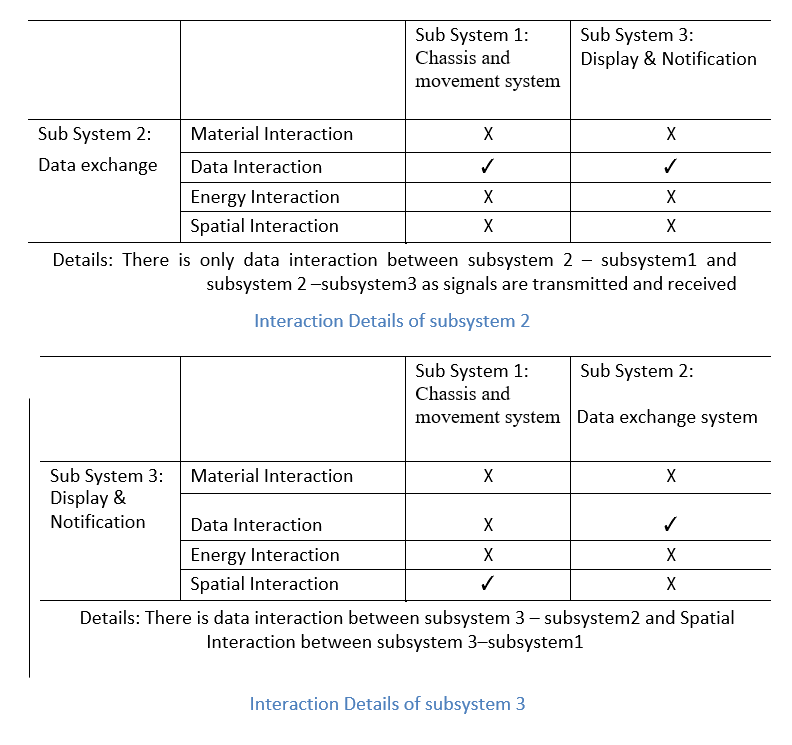 Sub System 1: Sub System 3:
Chassis and Display & Notification
movement system
Sub System 2: Material Interaction X X
Data exchange Data Interaction ✓ ✓
Energy Interaction X X
Spatial Interaction X X
Details: There is only data interaction between subsystem 2 – subsystem1 and
subsystem 2 –subsystem3 as signals are transmitted and received
Interaction Details of subsystem 2
Sub System 1: Sub System 2:
Chassis and
movement system Data exchange system
Sub System 3: Material Interaction X X
Display &
Notification Data Interaction X ✓
Energy Interaction X X
Spatial Interaction ✓ X
Details: There is data interaction between subsystem 3 – subsystem2 and Spatial
Interaction between subsystem 3–subsystem1
Interaction Details of subsystem 3